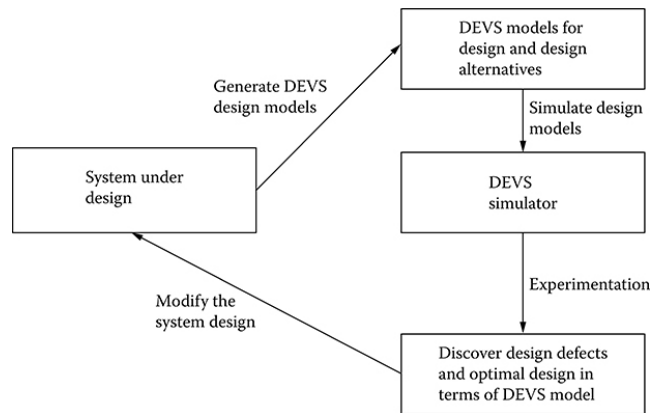 DEVS models for
design and design
alternatives
Generate DEVS
design models
Simulate design
models
System under
design
DEVS
simulator
Experimentation
Modify the
system design
Discover design defects
and optimal design in
terms of DEVS model